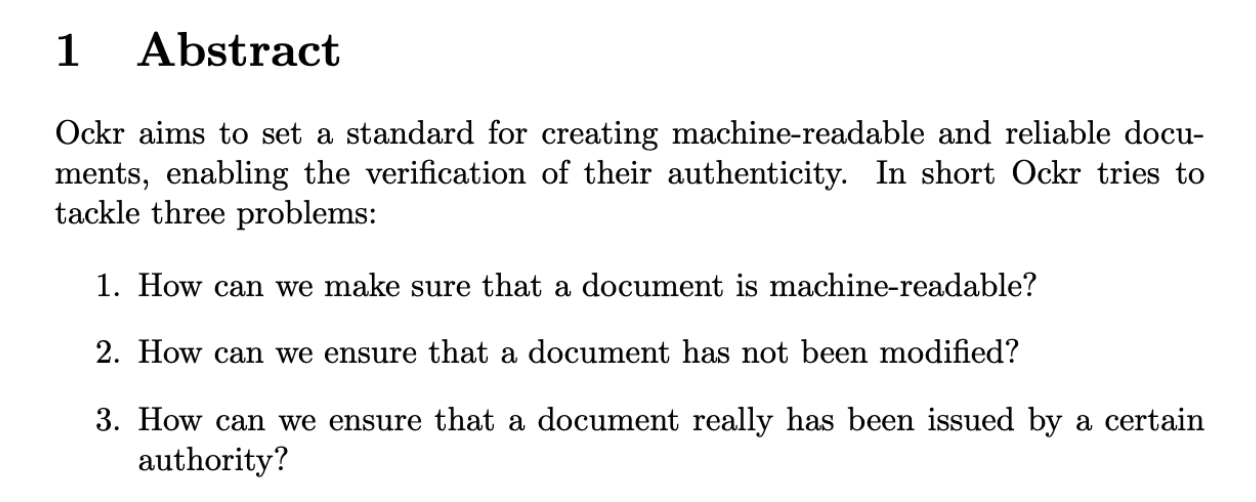 1 Abstract
Ockr aims to set a standard for creating machine-readable and reliable docu-
ments, enabling the verification of their authenticity. In short Ockr tries to
tackle three problems:
1. How can we make sure that a document is machine-readable?
2. How can we ensure that a document has not been modified?
3. How can we ensure that a document really has been issued by a certain
authority?